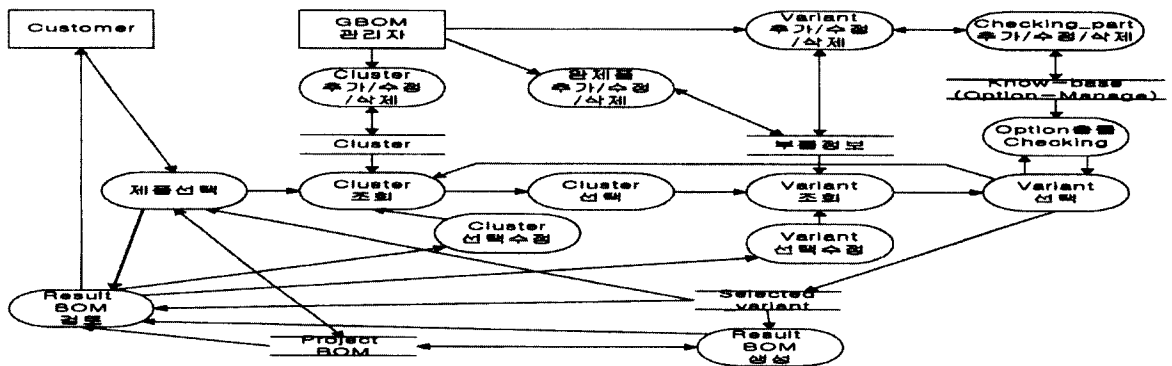 Customer
GBOM
관리자
Variant
추가/수정
/삭제
Checking_part
추가/수정/삭제
Cluster
추가/수정
/삭제
완제품
추가/수정
/삭제
Know-base
(Option-Manage)
Cluster
부품정보
Option충돌
Checking
제품선택
Cluster
조회
Cluster
선택
Variant
조회
Variant
선택
Cluster
선택수정
Variant
선택수정
Result
BOM
검토
Selected
_variant
Project
BOM
Result
BOM
생성